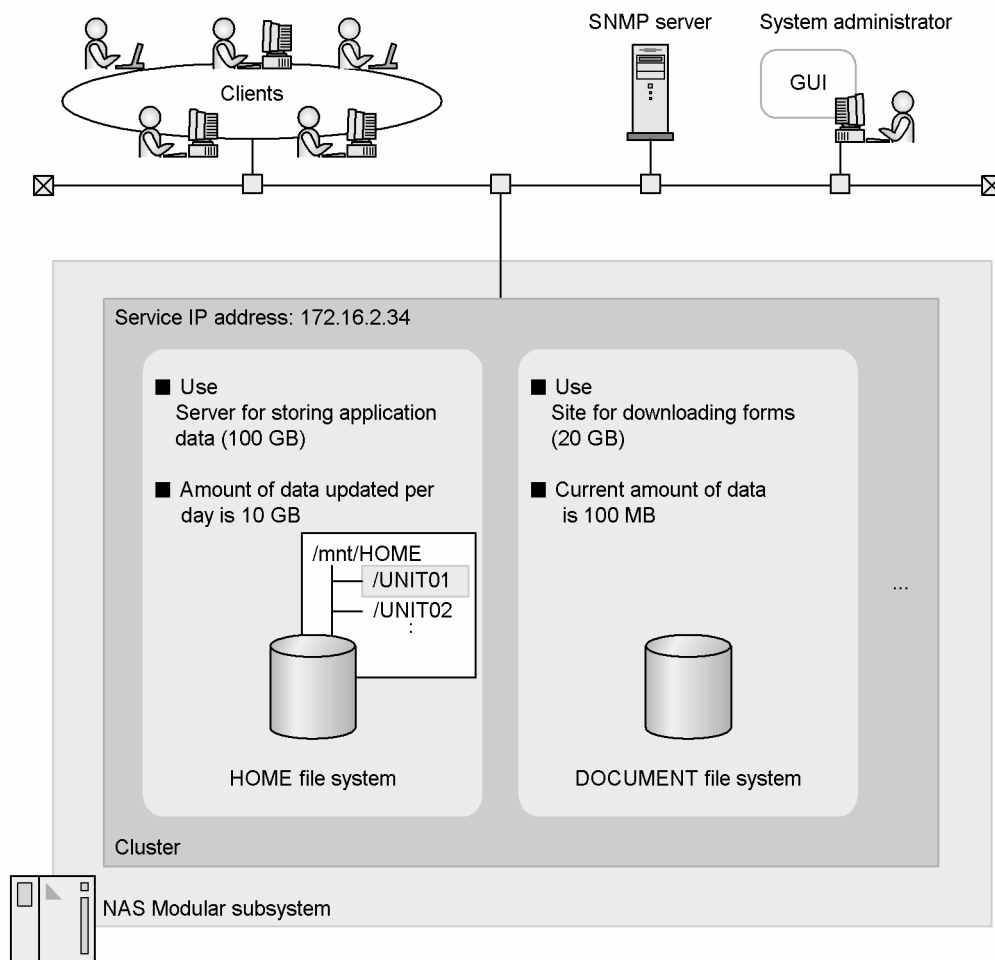 SNMP server
System administrator
GUI
Clients
Service IP address: 172.16.2.34
■ Use
Server for storing application
data (100 GB)
■ Amount of data updated per
day is 10 GB
/mnt/HOME
/UNIT01
/UNIT02
:
HOME file system
■ Use
Site for downloading forms
(20 GB)
■ Current amount of data
is 100 MB
DOCUMENT file system
...
Cluster
NAS Modular subsystem